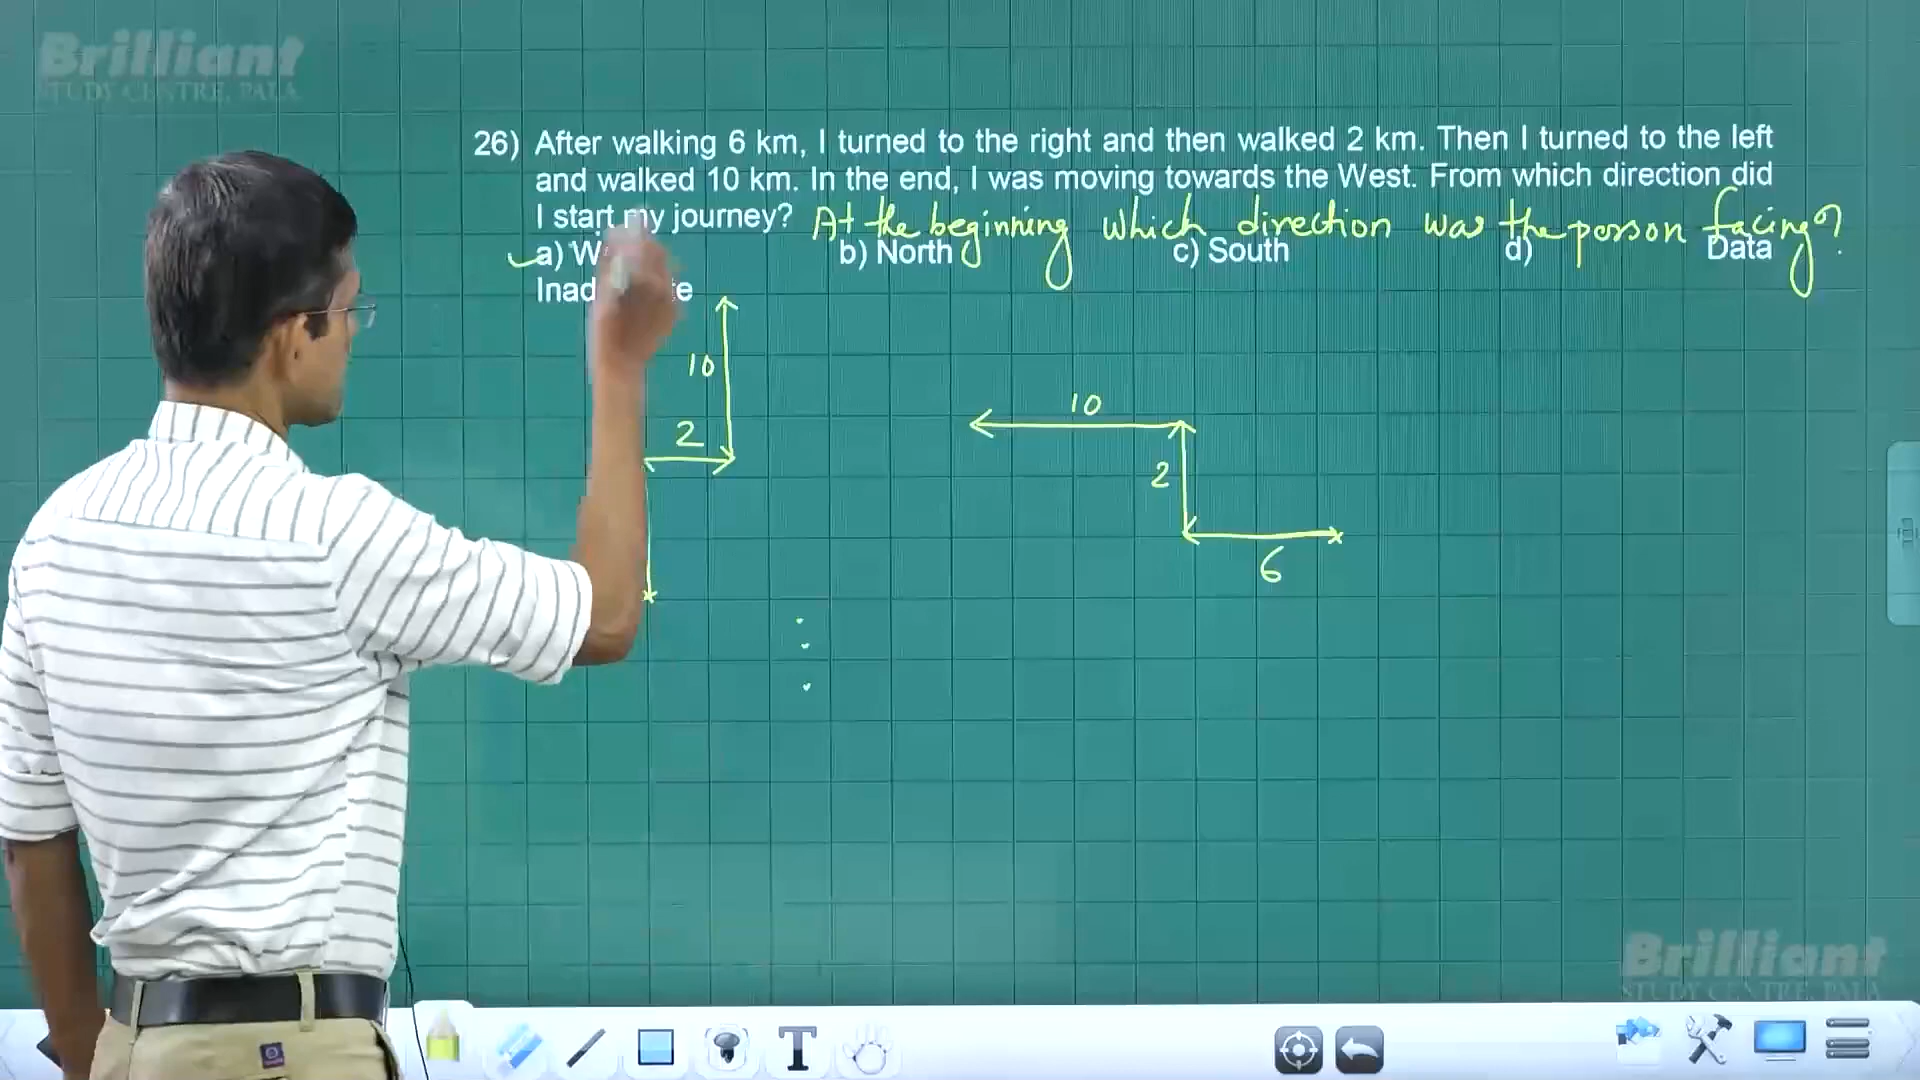 Brilliant
STUDY CENTRE, PALA
26) After walking 6 km, I turned to the right and then walked 2 km. Then I turned to the left
and walked 10 km. In the end, I was moving towards the West. From which direction did
I start my journey? At the beginning which direction was the person facing?
a) b) North c) South d) Data
10
2
10
2
6
Brilliant
STUDY CENTRE, PALA
T